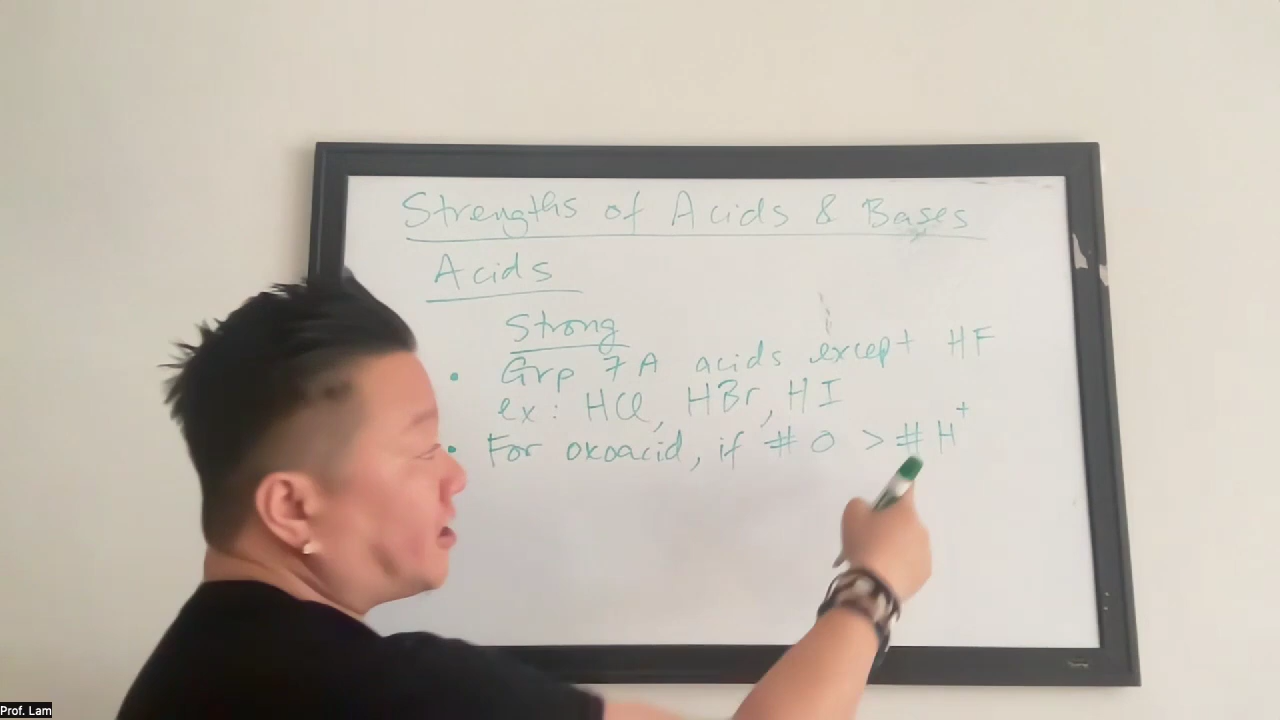 Strengths of Acids & Bases
Acids
Strong
• Grp 7A acids except HF
ex: HCl, HBr, HI
• For oxoacid, if # O > # H⁺
Prof. Lam